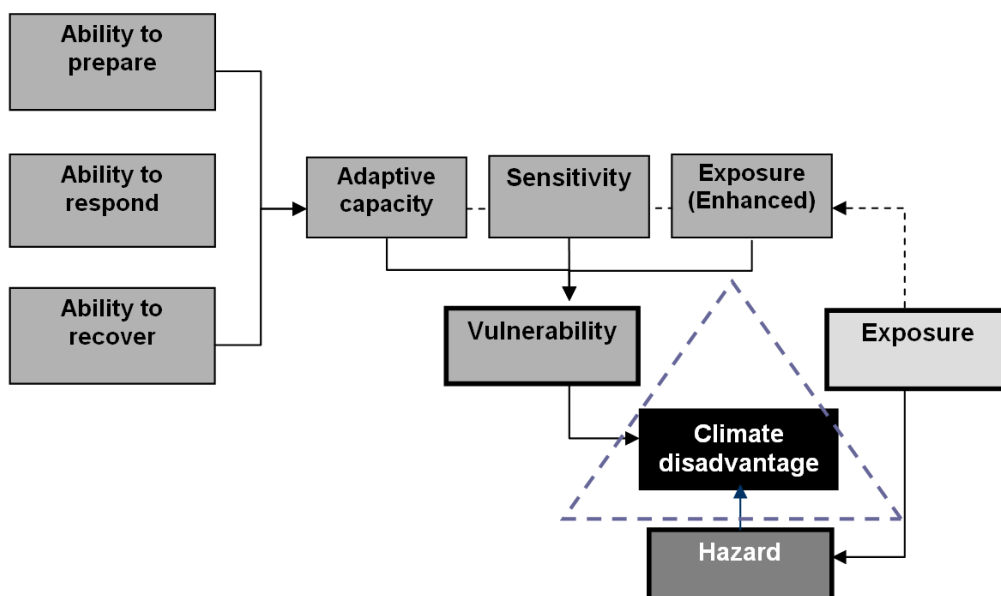 Ability to
prepare
Ability to
respond
Ability to
recover
Adaptive
capacity
Sensitivity
Exposure
(Enhanced)
Vulnerability
Exposure
Climate
disadvantage
Hazard